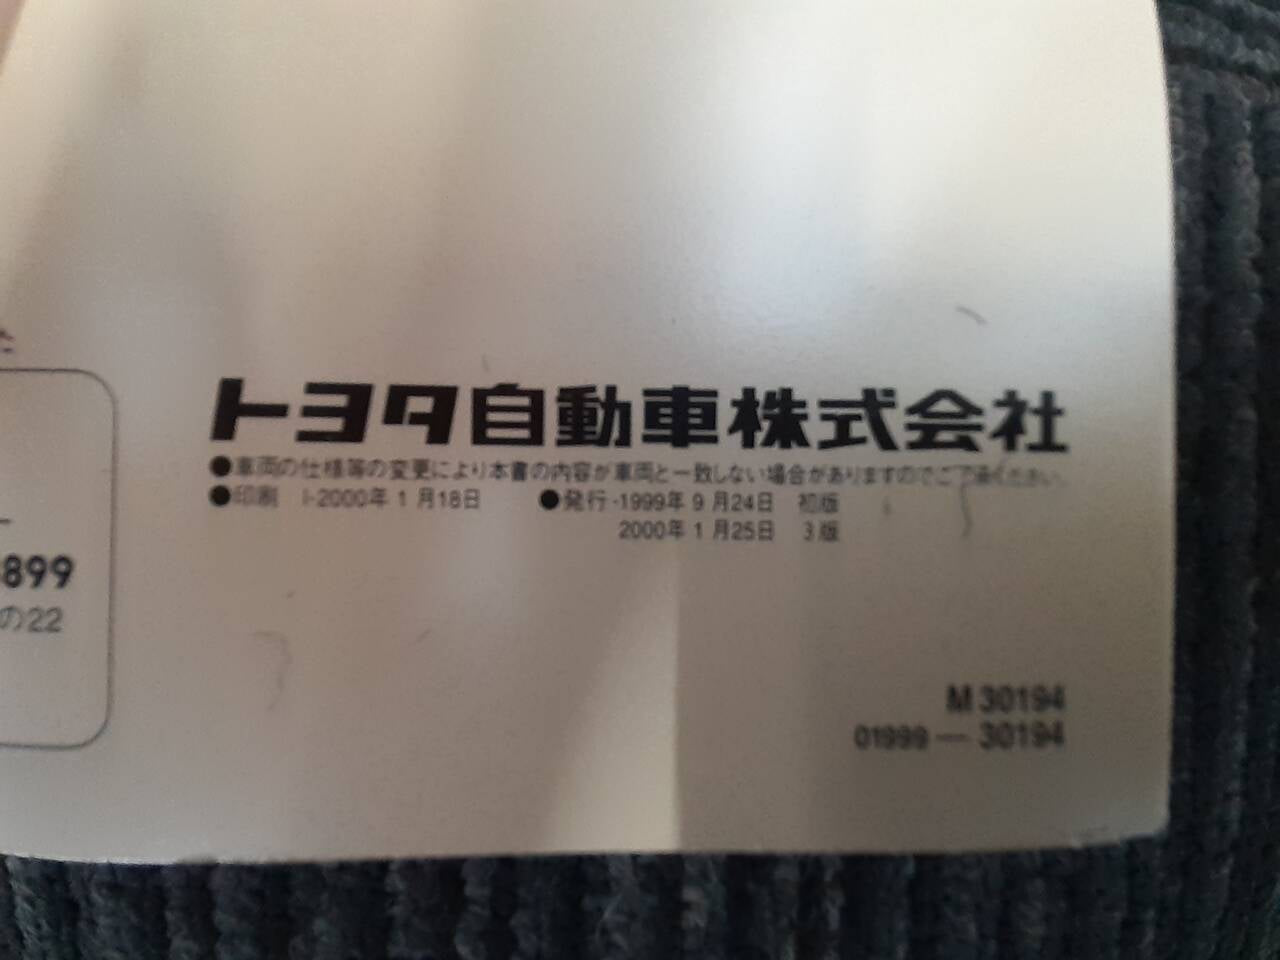 た
899
の22
トヨタ自動車株式会社
●車両の仕様等の変更により本書の内容が車両と一致しない場合がありますのでご了承ください。
●印刷 I-2000年1月18日 ●発行-1999年9月24日 初版
2000年1月25日 3版
M 30194
01999 — 30194